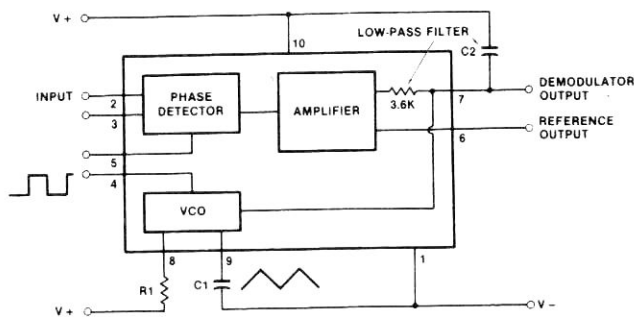 V+
LOW-PASS FILTER
C2
10
INPUT
2
3
PHASE
DETECTOR
AMPLIFIER
3.6K
7
DEMODULATOR
OUTPUT
6
REFERENCE
OUTPUT
5
4
VCO
8
9
1
R1
C1
V+
V−